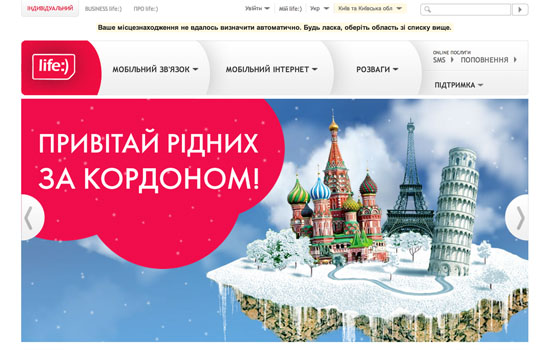 ІНДИВІДУАЛЬНИЙ BUSINESS life:) ПРО life:) Увійти Мій life:) Укр Київ та Київська обл
Ваше місцезнаходження не вдалось визначити автоматично. Будь ласка, оберіть область зі списку вище.
life:)
МОБІЛЬНИЙ ЗВ'ЯЗОК МОБІЛЬНИЙ ІНТЕРНЕТ РОЗВАГИ
ONLINE ПОСЛУГИ
SMS ПОПОВНЕННЯ
ПІДТРИМКА
ПРИВІТАЙ РІДНИХ
ЗА КОРДОНОМ!